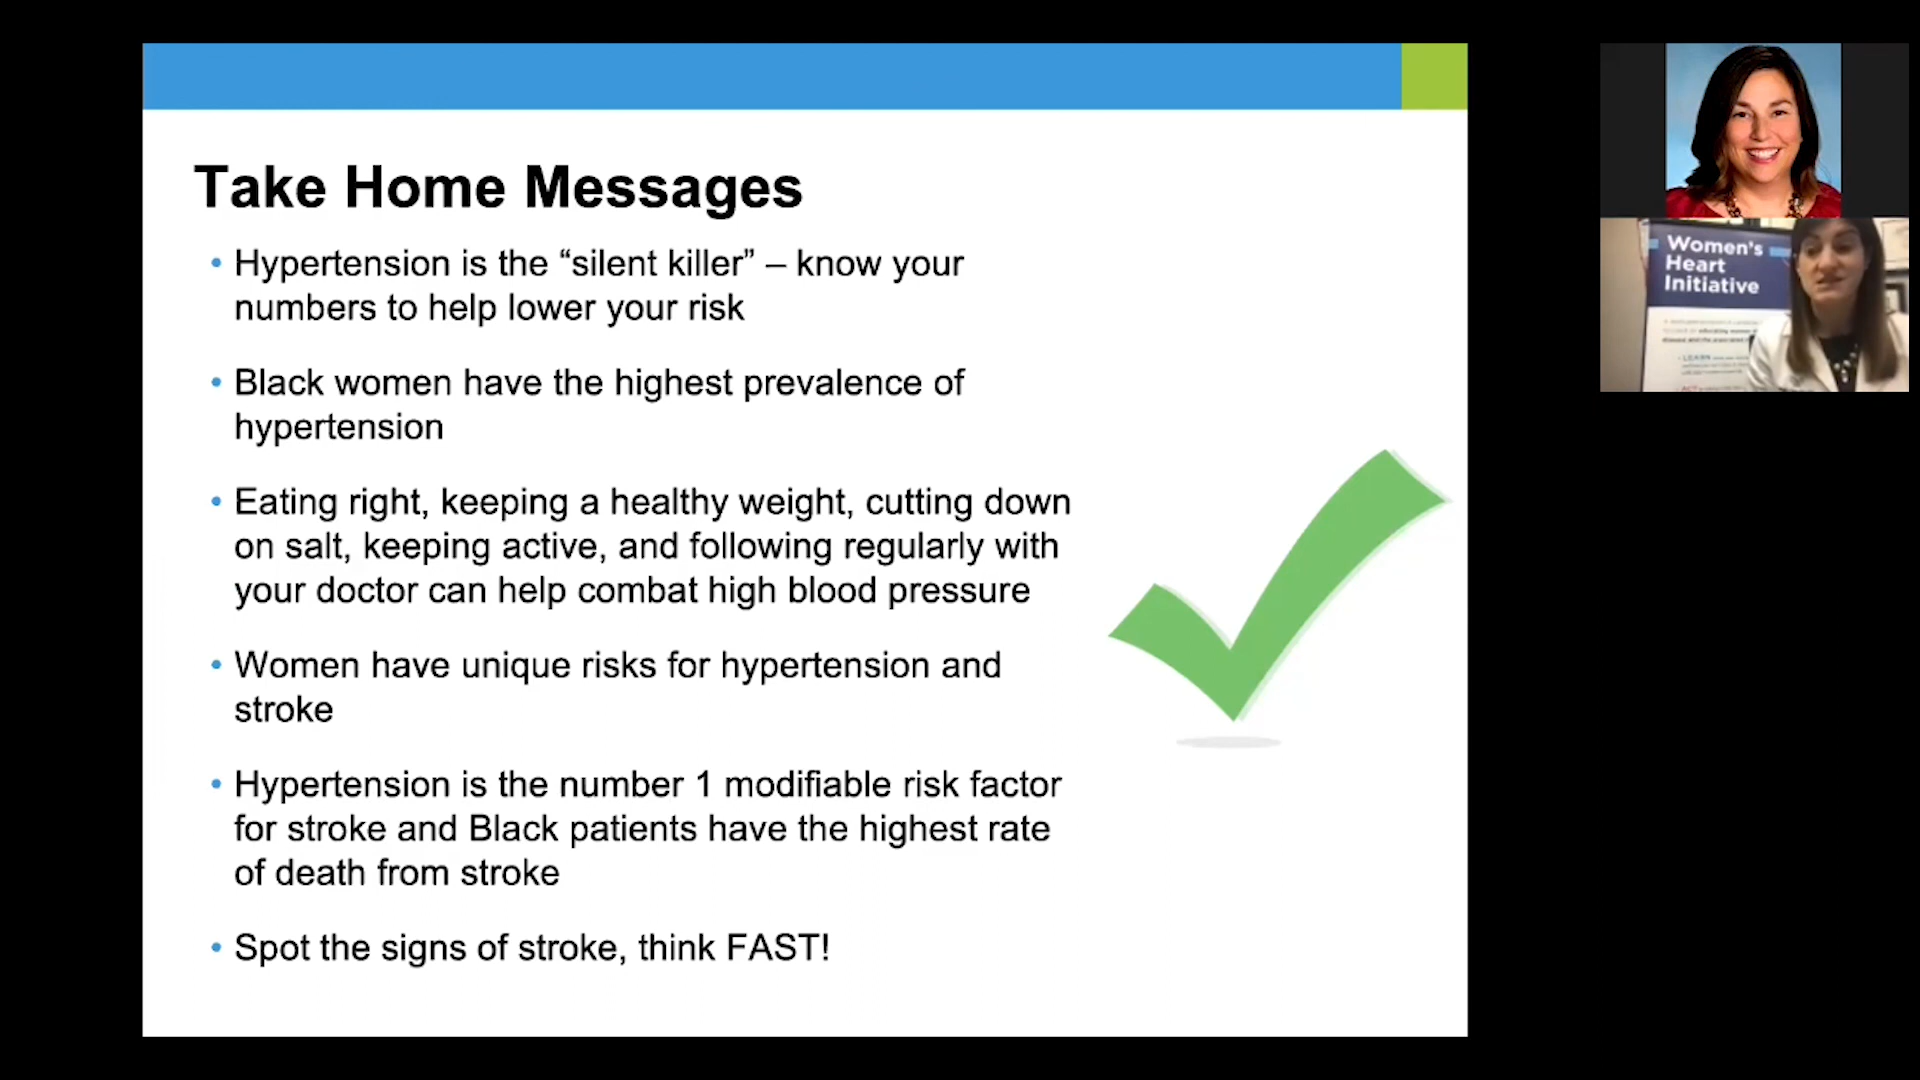 Take Home Messages
• Hypertension is the “silent killer” – know your
numbers to help lower your risk
• Black women have the highest prevalence of
hypertension
• Eating right, keeping a healthy weight, cutting down
on salt, keeping active, and following regularly with
your doctor can help combat high blood pressure
• Women have unique risks for hypertension and
stroke
• Hypertension is the number 1 modifiable risk factor
for stroke and Black patients have the highest rate
of death from stroke
• Spot the signs of stroke, think FAST!
Women's
Heart
Initiative
LEARN